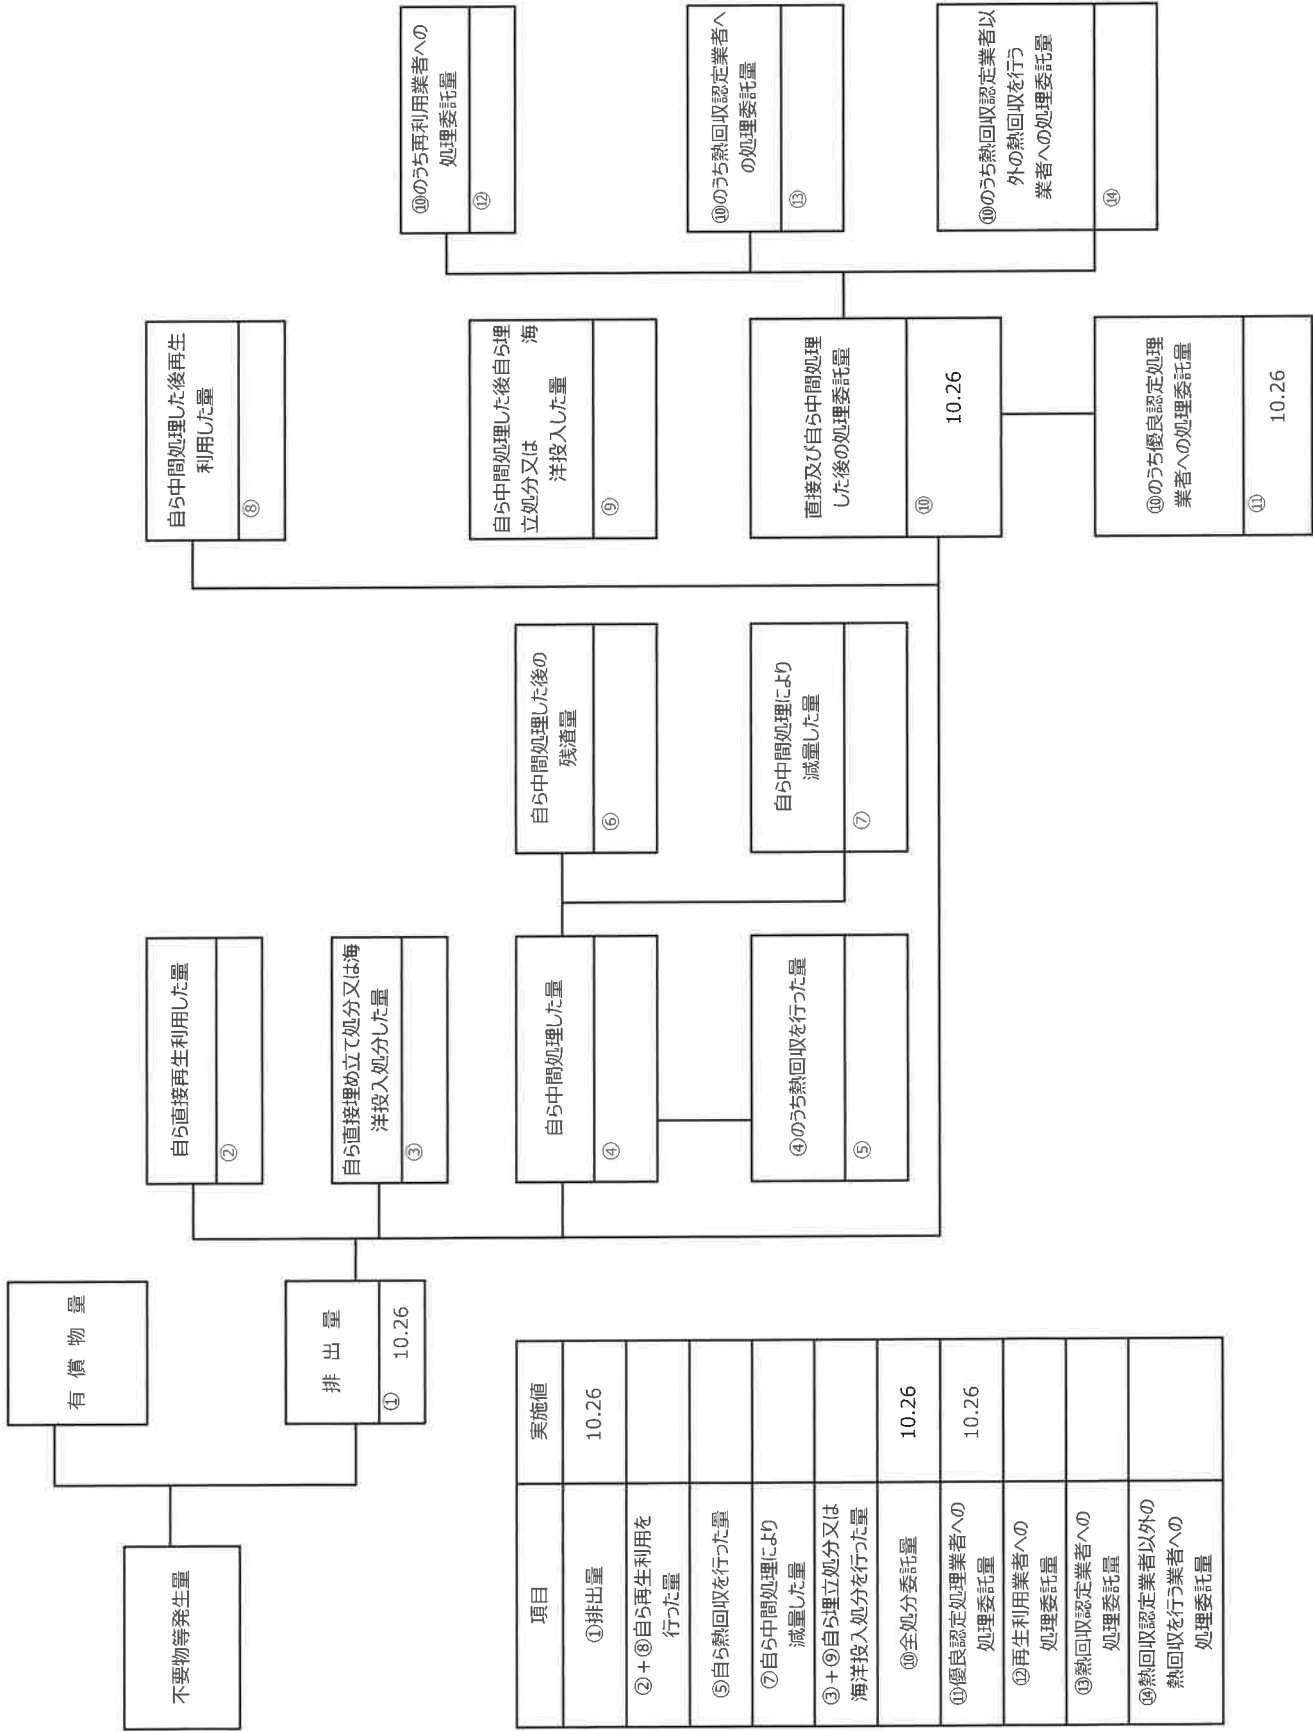 不要物等発生量
有 償 物 量
排 出 量
① 10.26
自ら直接再生利用した量
②
自ら直接埋め立て処分又は海
洋投入処分した量
③
自ら中間処理した量
④
④のうち熱回収を行った量
⑤
自ら中間処理した後の
残渣量
⑥
自ら中間処理により
減量した量
⑦
自ら中間処理した後再生
利用した量
⑧
自ら中間処理した後自ら埋
立処分又は 海
洋投入した量
⑨
直接及び自ら中間処理
した後の処理委託量
⑩ 10.26
⑩のうち優良認定処理
業者への処理委託量
⑪ 10.26
⑩のうち再利用業者への
処理委託量
⑫
⑩のうち熱回収認定業者へ
の処理委託量
⑬
⑩のうち熱回収認定業者以
外の熱回収を行う
業者への処理委託量
⑭
項目 実施値
①排出量 10.26
②+⑧自ら再生利用を
行った量
⑤自ら熱回収を行った量
⑦自ら中間処理により
減量した量
③+⑨自ら埋立処分又は
海洋投入処分を行った量
⑩全処分委託量 10.26
⑪優良認定処理業者への
処理委託量 10.26
⑫再生利用業者への
処理委託量
⑬熱回収認定業者への
処理委託量
⑭熱回収認定業者以外の
熱回収を行う業者への
処理委託量